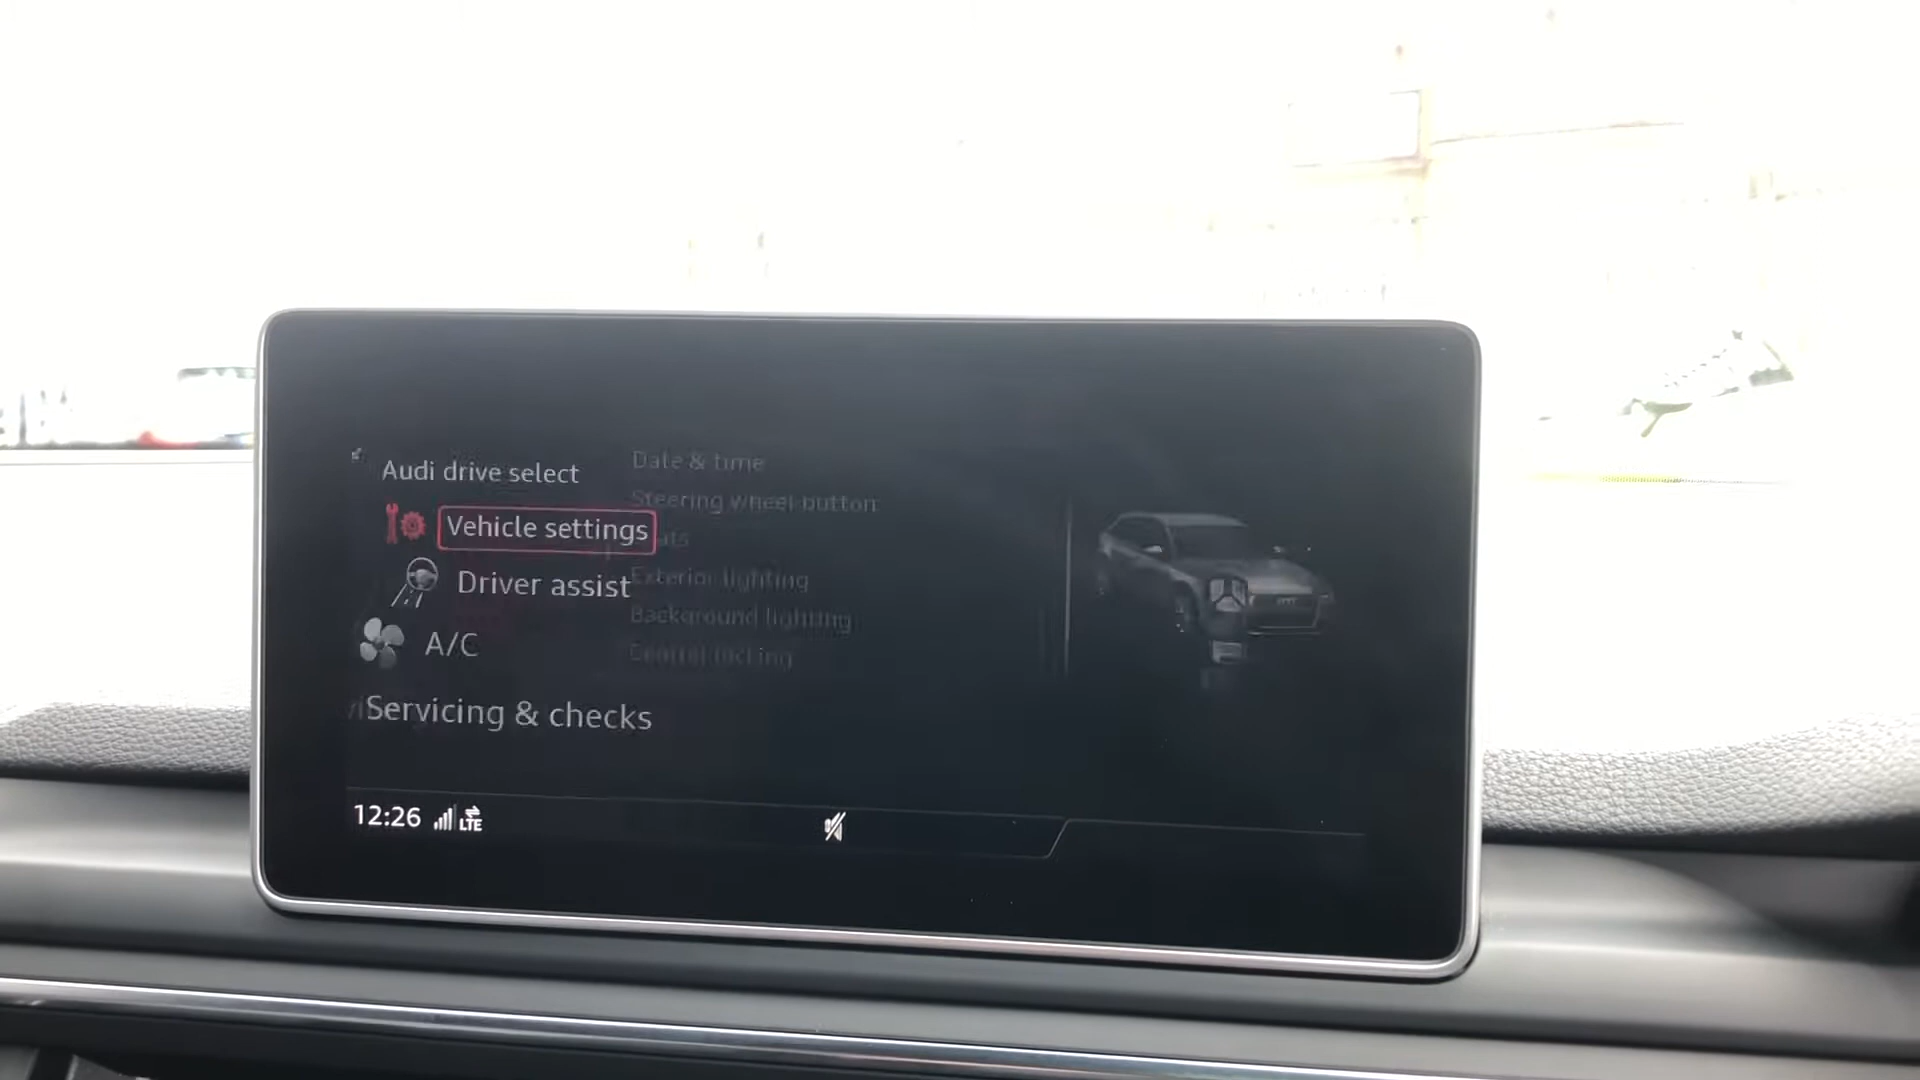 Audi drive select
Vehicle settings
Driver assist
A/C
Servicing & checks
Date & time
Steering wheel button
Exterior lighting
Background lighting
Central locking
12:26
LTE